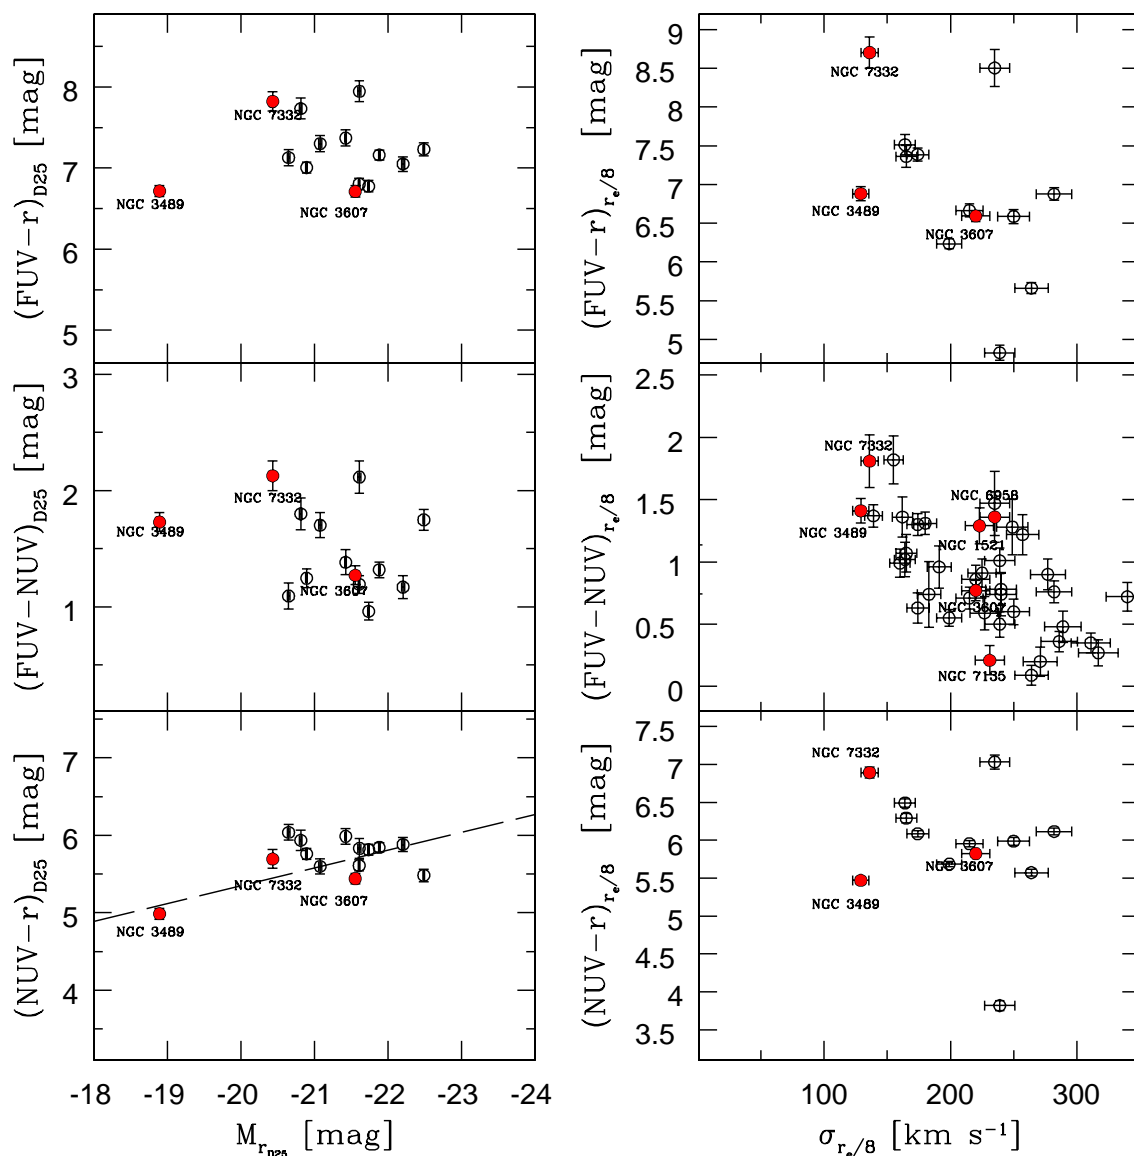 (FUV−r)D25 [mag]
8
7
6
5
NGC 7332
NGC 3489
NGC 3607
(FUV−NUV)D25 [mag]
3
2
1
NGC 7332
NGC 3489
NGC 3607
(NUV−r)D25 [mag]
7
6
5
4
NGC 7332
NGC 3607
NGC 3489
-18 -19 -20 -21 -22 -23 -24
MrD25 [mag]
(FUV−r)re/8 [mag]
9
8.5
8
7.5
7
6.5
6
5.5
5
NGC 7332
NGC 3489
NGC 3607
(FUV−NUV)re/8 [mag]
2.5
2
1.5
1
0.5
0
NGC 7332
NGC 6958
NGC 3489
NGC 1521
NGC 3607
NGC 7135
(NUV−r)re/8 [mag]
7.5
7
6.5
6
5.5
5
4.5
4
3.5
NGC 7332
NGC 3607
NGC 3489
100 200 300
σre/8 [km s−1]